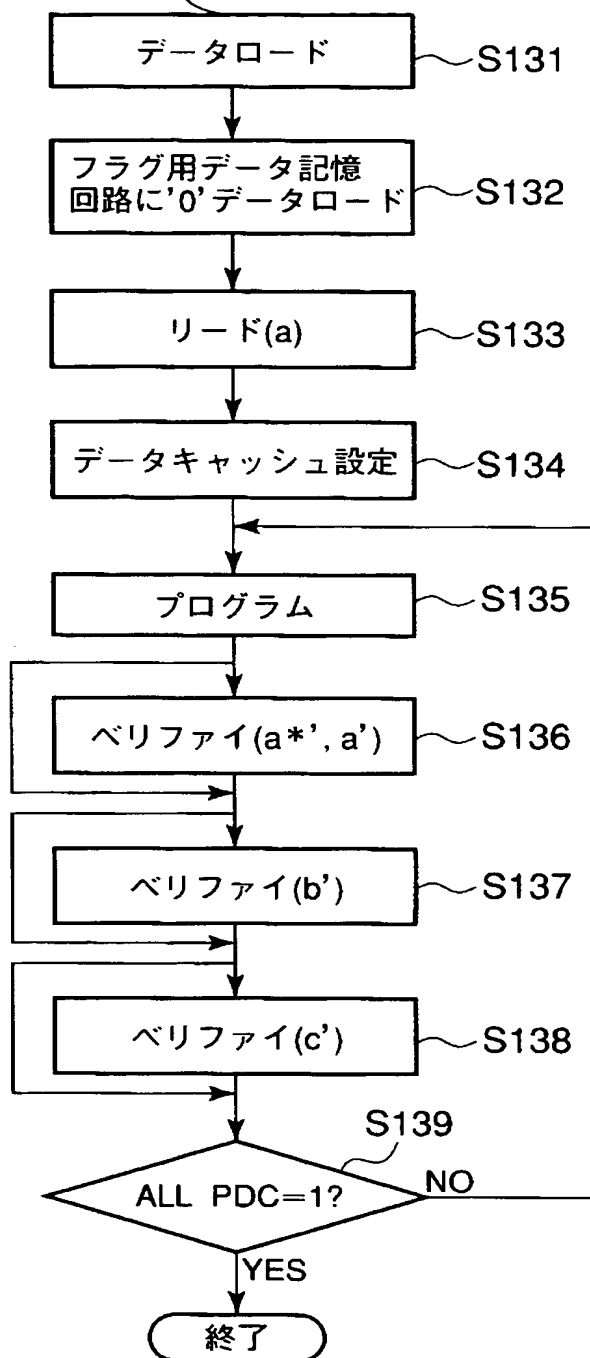 データロード
S131
フラグ用データ記憶
回路に'0'データロード
S132
リード(a)
S133
データキャッシュ設定
S134
プログラム
S135
ベリファイ(a*', a')
S136
ベリファイ(b')
S137
ベリファイ(c')
S138
S139
ALL PDC=1?
NO
YES
終了